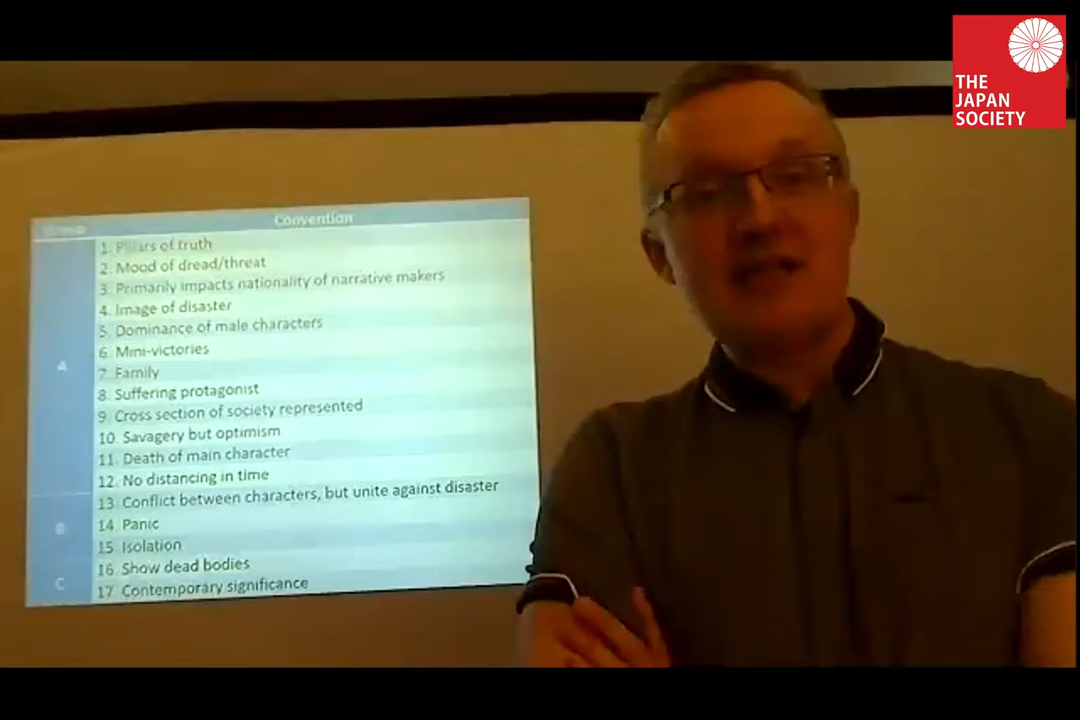 THE
JAPAN
SOCIETY
Convention
1. Pillars of truth
2. Mood of dread/threat
3. Primarily impacts nationality of narrative makers
4. Image of disaster
5. Dominance of male characters
6. Mini-victories
7. Family
A
8. Suffering protagonist
9. Cross section of society represented
10. Savagery but optimism
11. Death of main character
12. No distancing in time
13. Conflict between characters, but unite against disaster
14. Panic
15. Isolation
16. Show dead bodies
C
17. Contemporary significance